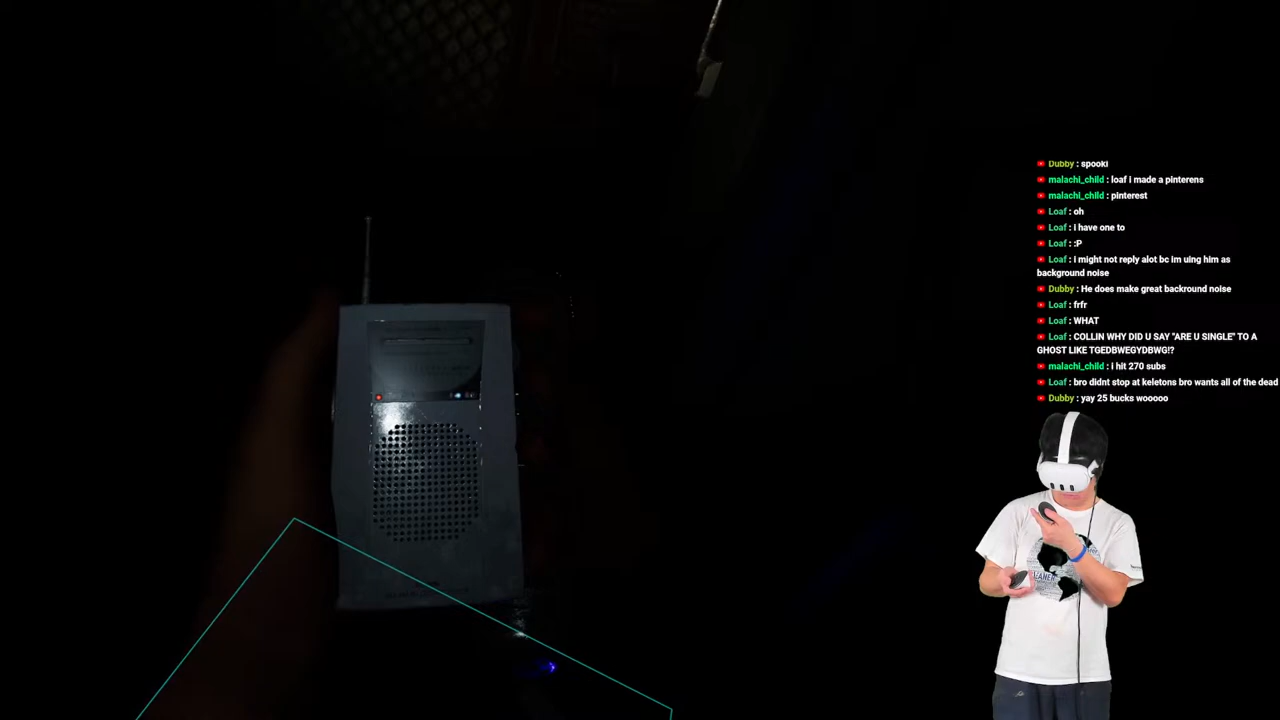 Dubby : spooki
malachi_child : loaf i made a pinterens
malachi_child : pinterest
Loaf : oh
Loaf : i have one to
Loaf : :P
Loaf : i might not reply alot bc im uing him as
background noise
Dubby : He does make great backround noise
Loaf : frfr
Loaf : WHAT
Loaf : COLLIN WHY DID U SAY "ARE U SINGLE" TO A
GHOST LIKE TGEDBWEGYDBWG!?
malachi_child : i hit 270 subs
Loaf : bro didnt stop at keletons bro wants all of the dead
Dubby : yay 25 bucks wooooo